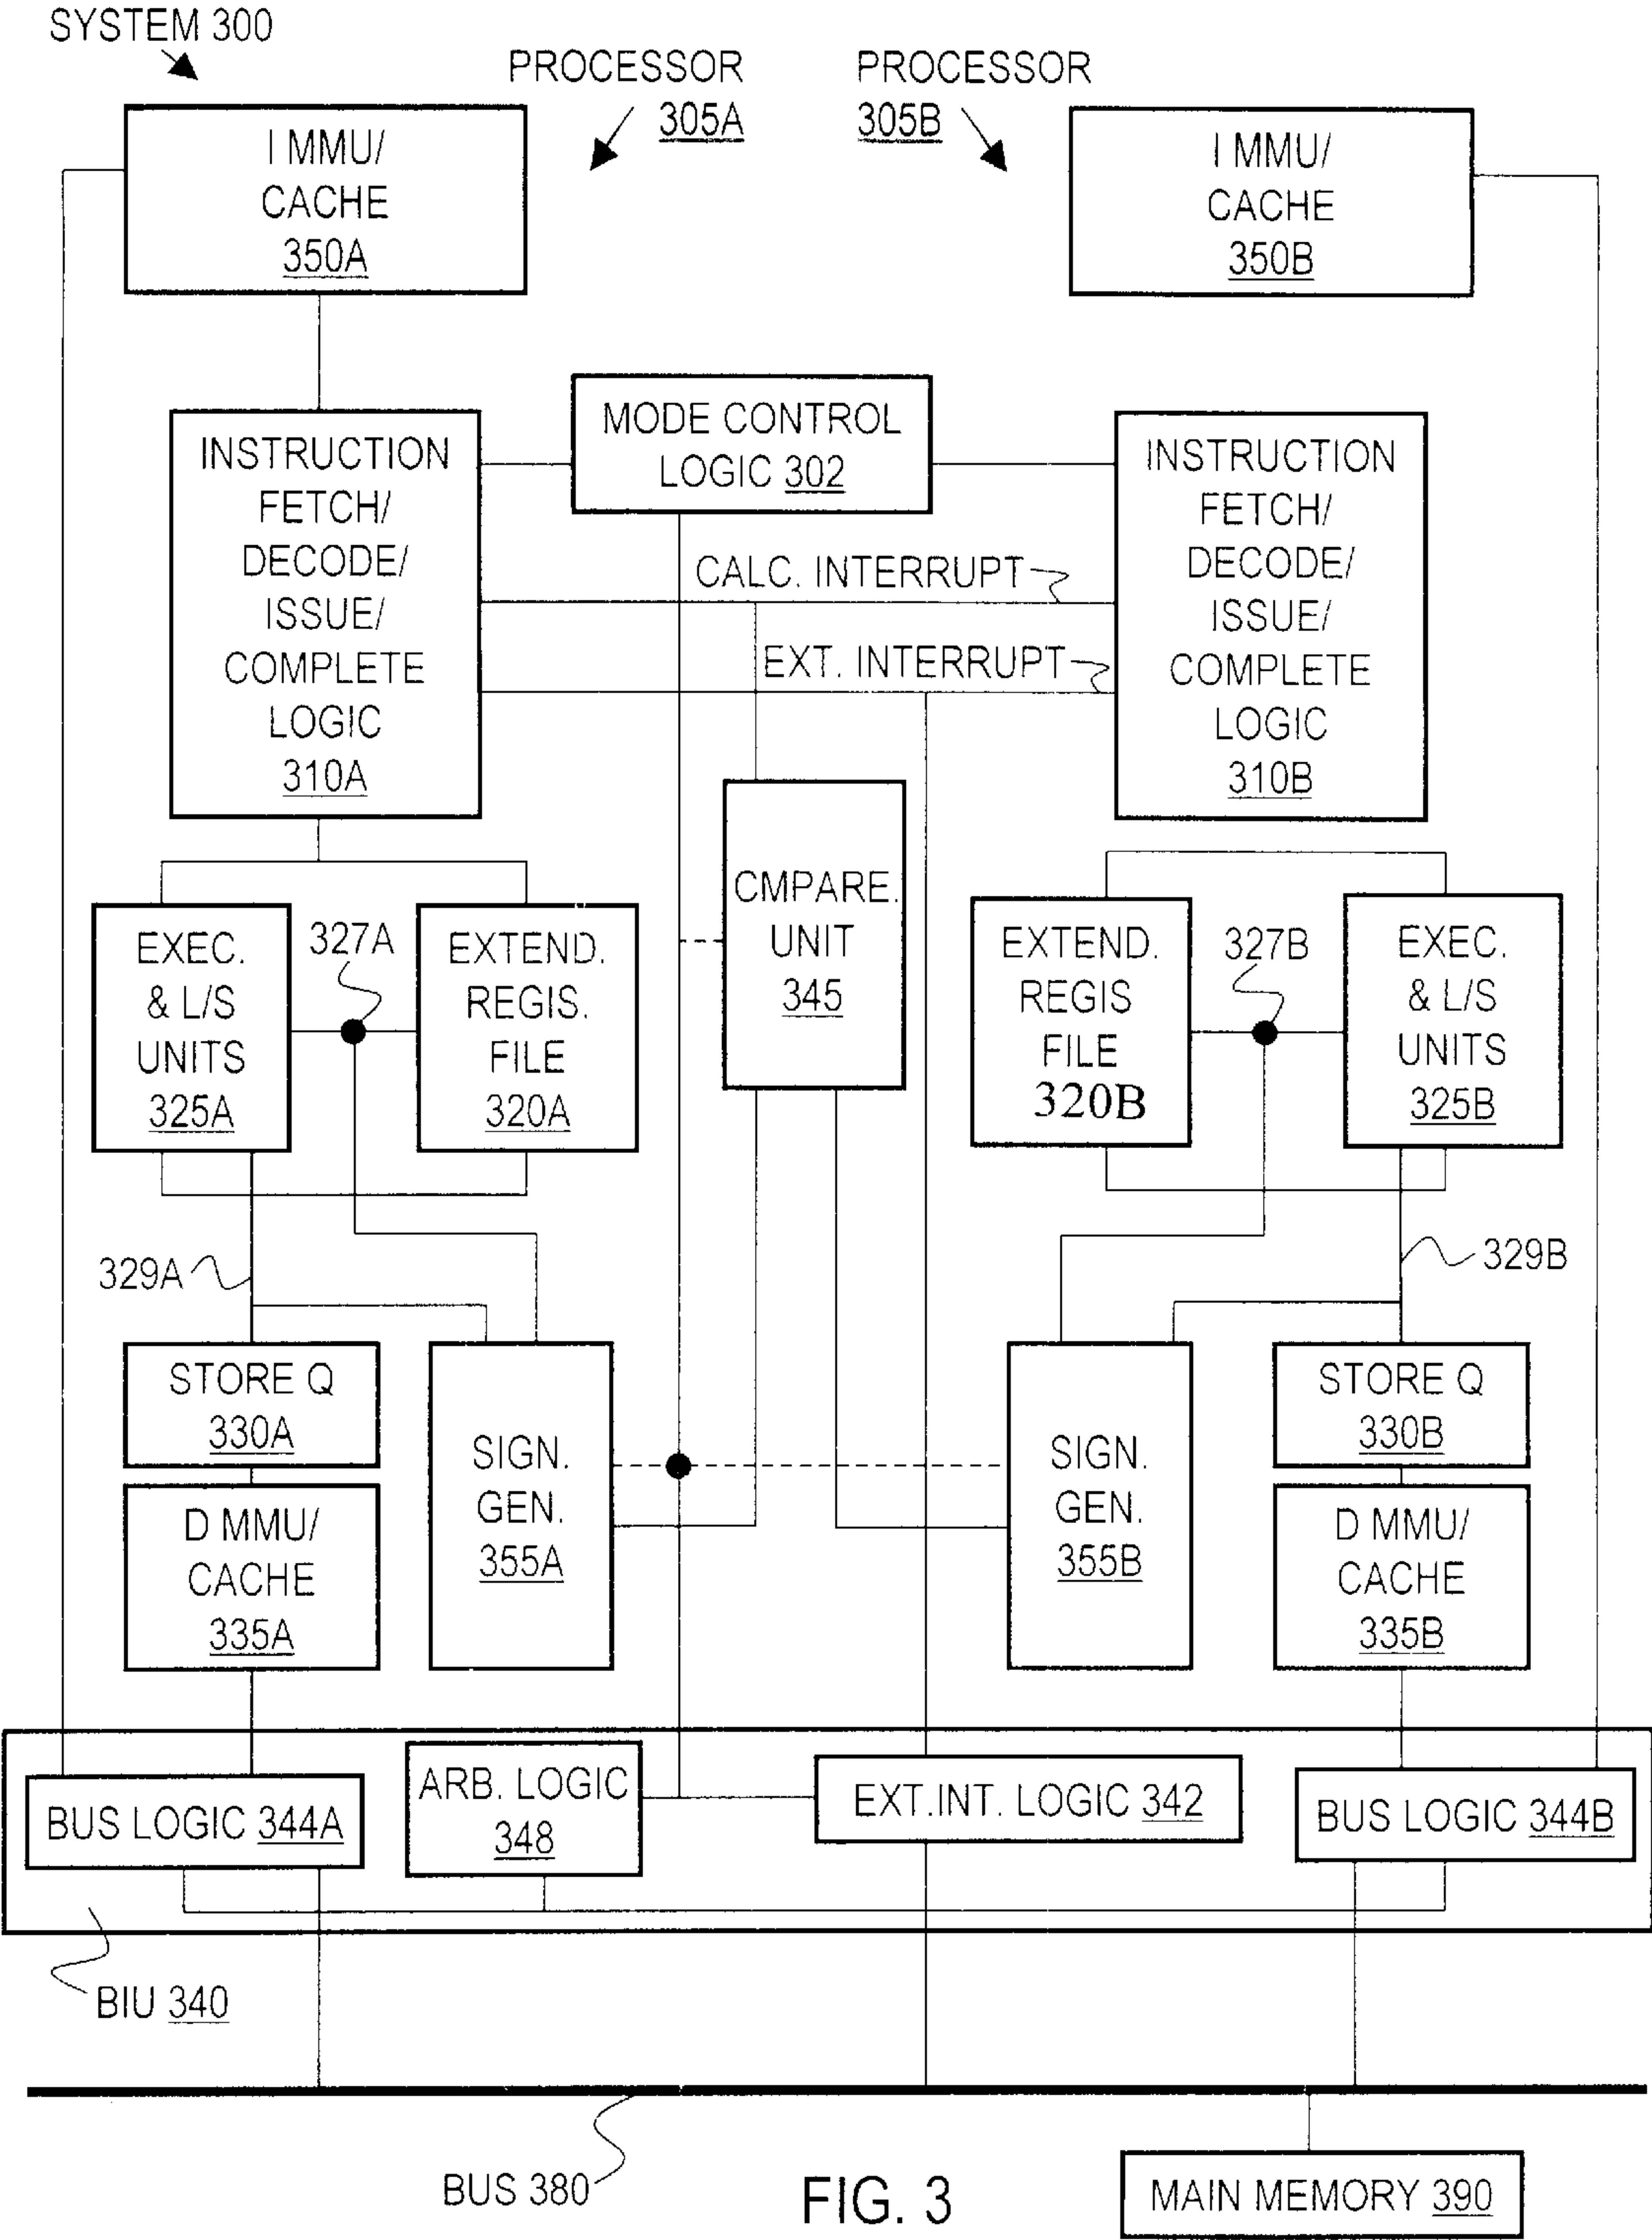 SYSTEM 300
PROCESSOR
305A
PROCESSOR
305B
I MMU/
CACHE
350A
I MMU/
CACHE
350B
MODE CONTROL
LOGIC 302
INSTRUCTION
FETCH/
DECODE/
ISSUE/
COMPLETE
LOGIC
310A
INSTRUCTION
FETCH/
DECODE/
ISSUE/
COMPLETE
LOGIC
310B
CALC. INTERRUPT
EXT. INTERRUPT
CMPARE.
UNIT
345
EXEC.
& L/S
UNITS
325A
327A
EXTEND.
REGIS.
FILE
320A
EXTEND.
REGIS
FILE
320B
327B
EXEC.
& L/S
UNITS
325B
329A
329B
STORE Q
330A
SIGN.
GEN.
355A
SIGN.
GEN.
355B
STORE Q
330B
D MMU/
CACHE
335A
D MMU/
CACHE
335B
BUS LOGIC 344A
ARB. LOGIC
348
EXT.INT. LOGIC 342
BUS LOGIC 344B
BIU 340
BUS 380
FIG. 3
MAIN MEMORY 390